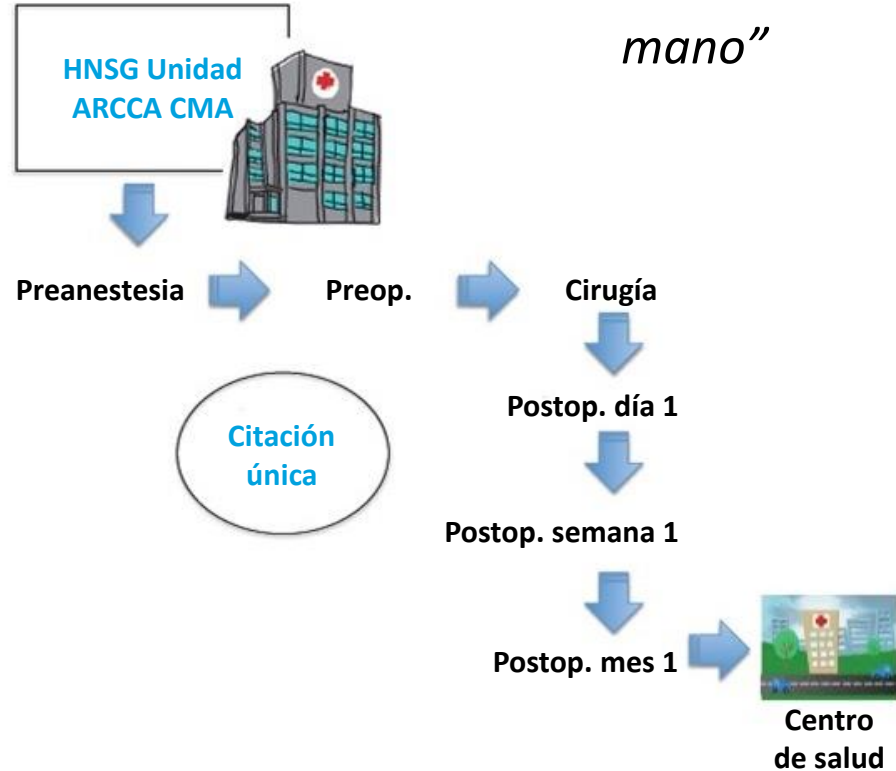 mano”
HNSG Unidad
ARCCA CMA
Preanestesia
Preop.
Cirugía
Postop. día 1
Citación
única
Postop. semana 1
Postop. mes 1
Centro
de salud